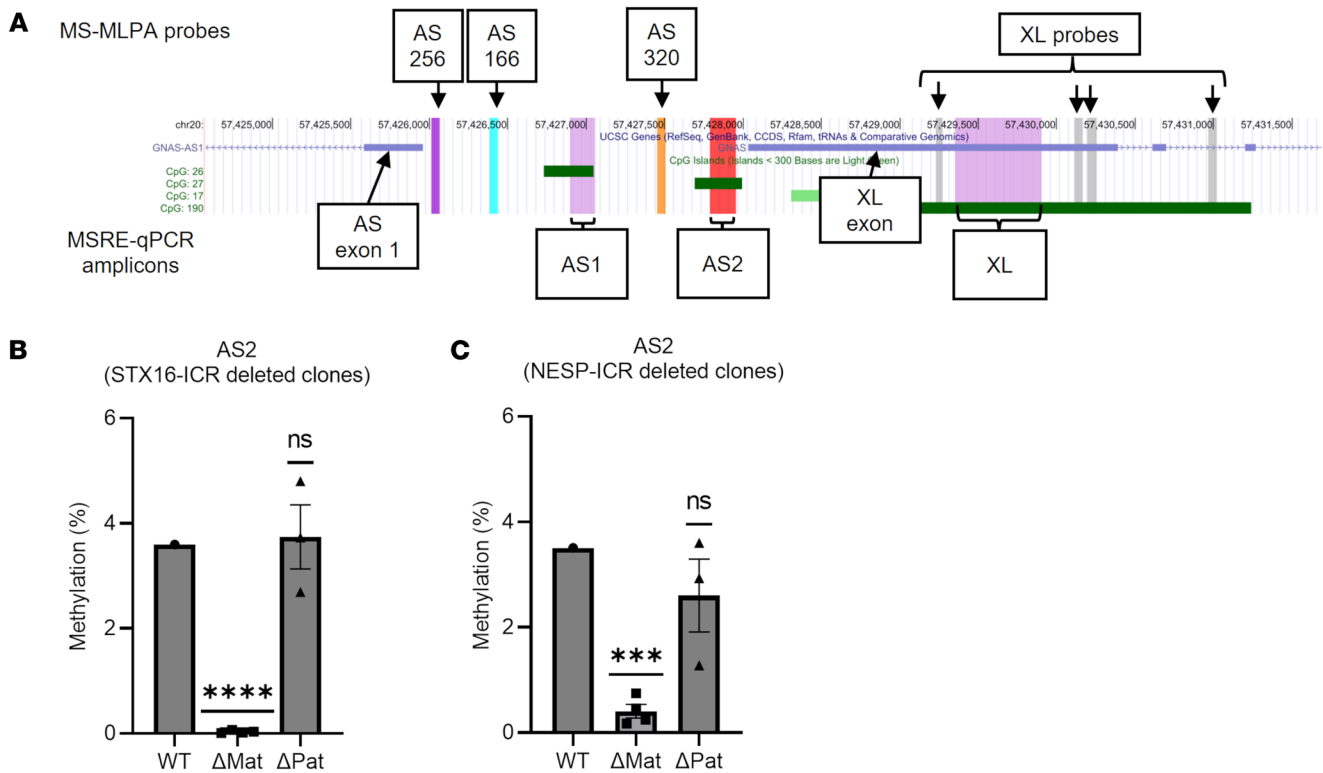 A
MS-MLPA probes
AS
256
AS
166
AS
320
XL probes
chr20:
57,425,000
57,425,500
57,426,000
57,426,500
57,427,000
57,427,500
57,428,000
57,428,500
57,429,000
57,429,500
57,430,000
57,430,500
57,431,000
57,431,500
UCSC Genes (RefSeq, GenBank, CCDS, Rfam, tRNAs & Comparative Genomics)
GNAS-AS1
GNAS
CpG Islands (Islands < 300 Bases are Light Green)
CpG: 26
CpG: 27
CpG: 17
CpG: 190
MSRE-qPCR
amplicons
AS
exon 1
AS1
AS2
XL
exon
XL
B
AS2
(STX16-ICR deleted clones)
Methylation (%)
6
4
2
0
****
ns
WT
ΔMat
ΔPat
C
AS2
(NESP-ICR deleted clones)
Methylation (%)
6
4
2
0
***
ns
WT
ΔMat
ΔPat